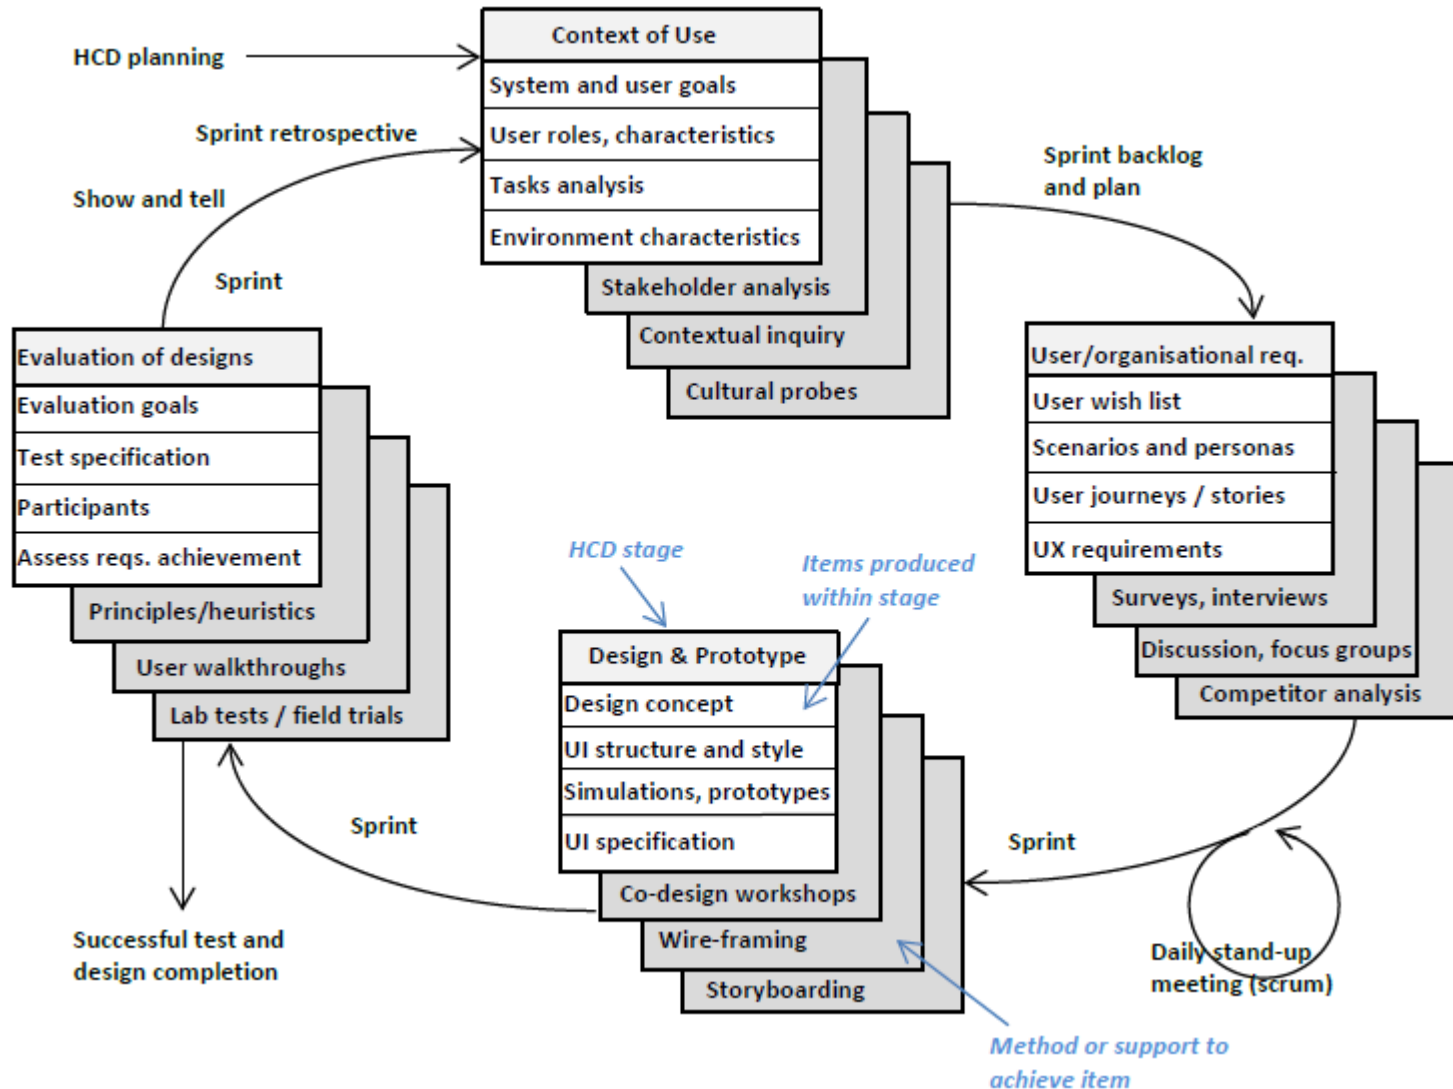 Context of Use
HCD planning
System and user goals
Sprint retrospective
User roles, characteristics
Sprint backlog
and plan
Show and tell
Tasks analysis
Environment characteristics
Sprint
Stakeholder analysis
Contextual inquiry
Cultural probes
Evaluation of designs
Evaluation goals
Test specification
Participants
Assess reqs. achievement
Principles/heuristics
User walkthroughs
Lab tests / field trials
User/organisational req.
User wish list
Scenarios and personas
User journeys / stories
UX requirements
Surveys, interviews
Discussion, focus groups
Competitor analysis
HCD stage
Items produced
within stage
Design & Prototype
Design concept
UI structure and style
Simulations, prototypes
UI specification
Co-design workshops
Wire-framing
Storyboarding
Sprint
Sprint
Successful test and
design completion
Daily stand-up
meeting (scrum)
Method or support to
achieve item